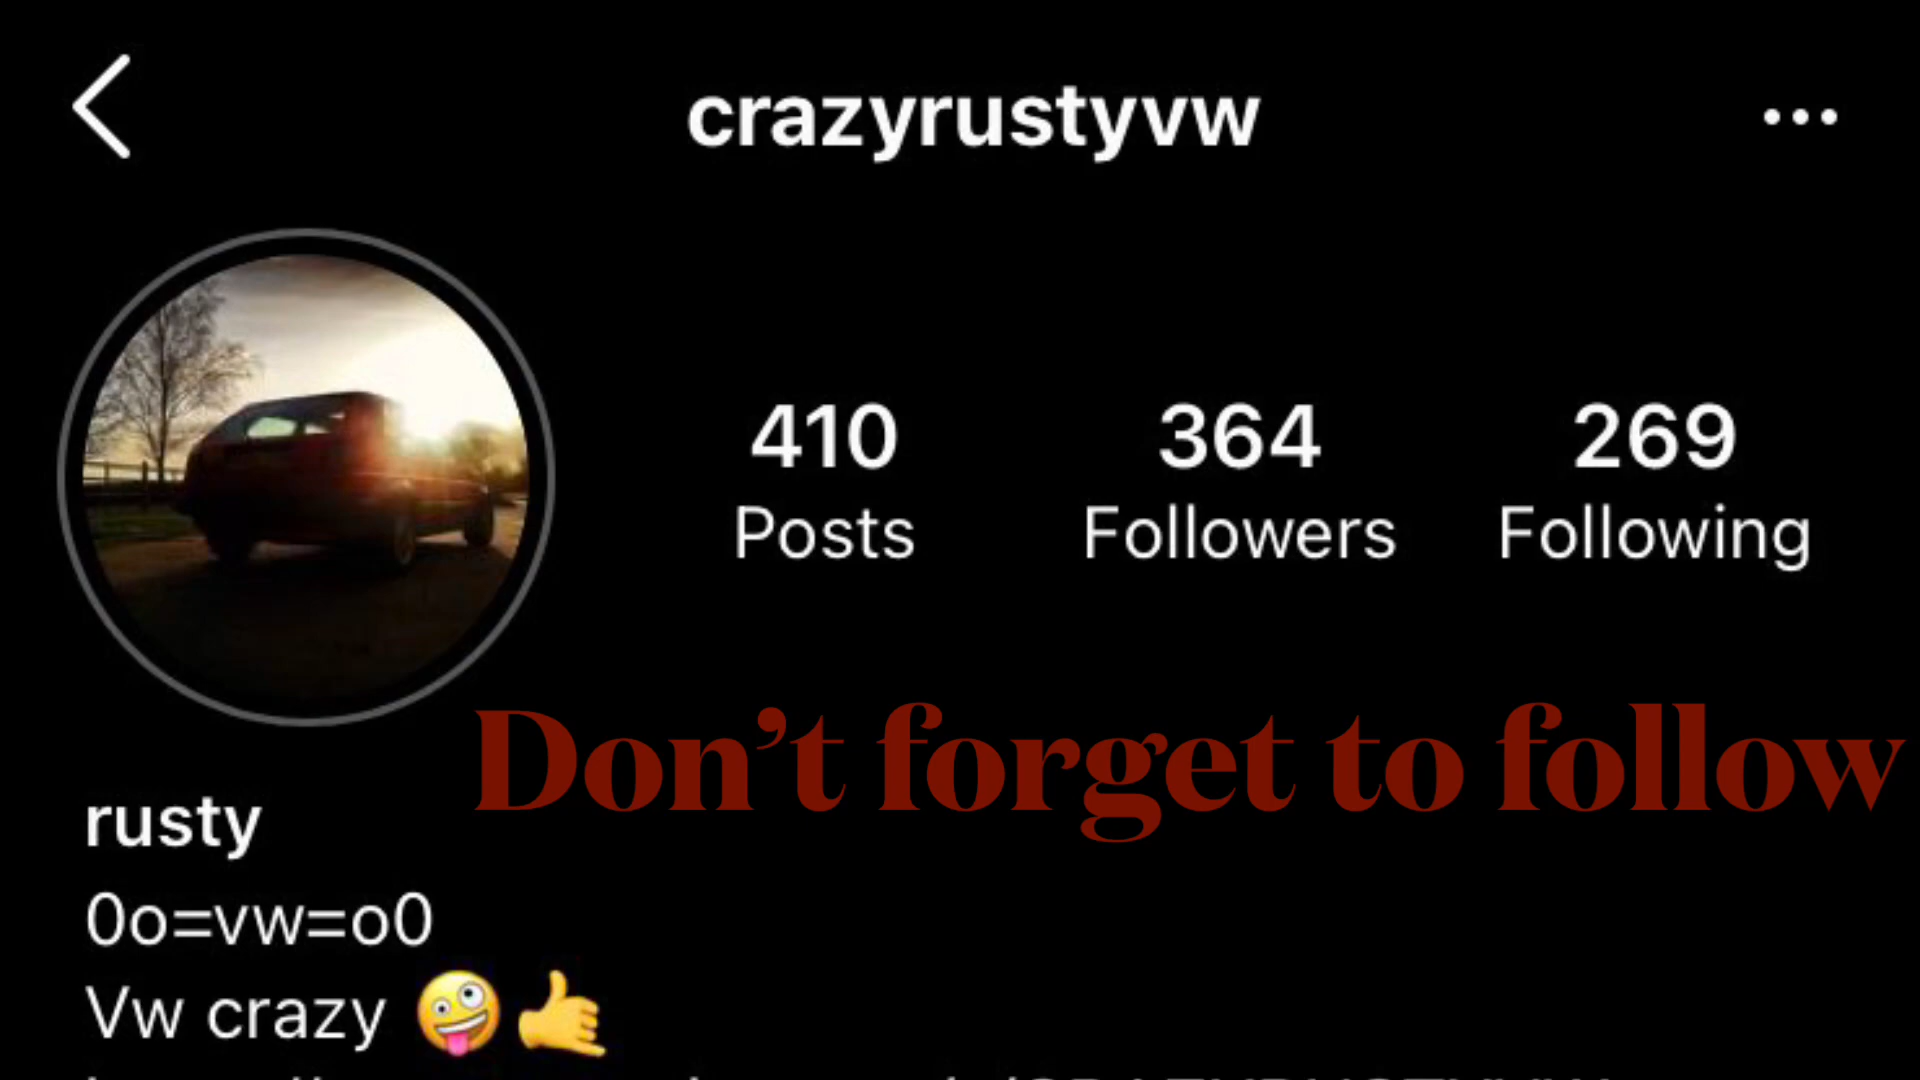 crazyrustyvw
410 364 269
Posts Followers Following
Don't forget to follow
rusty
0o=vw=o0
Vw crazy 🤪🤙